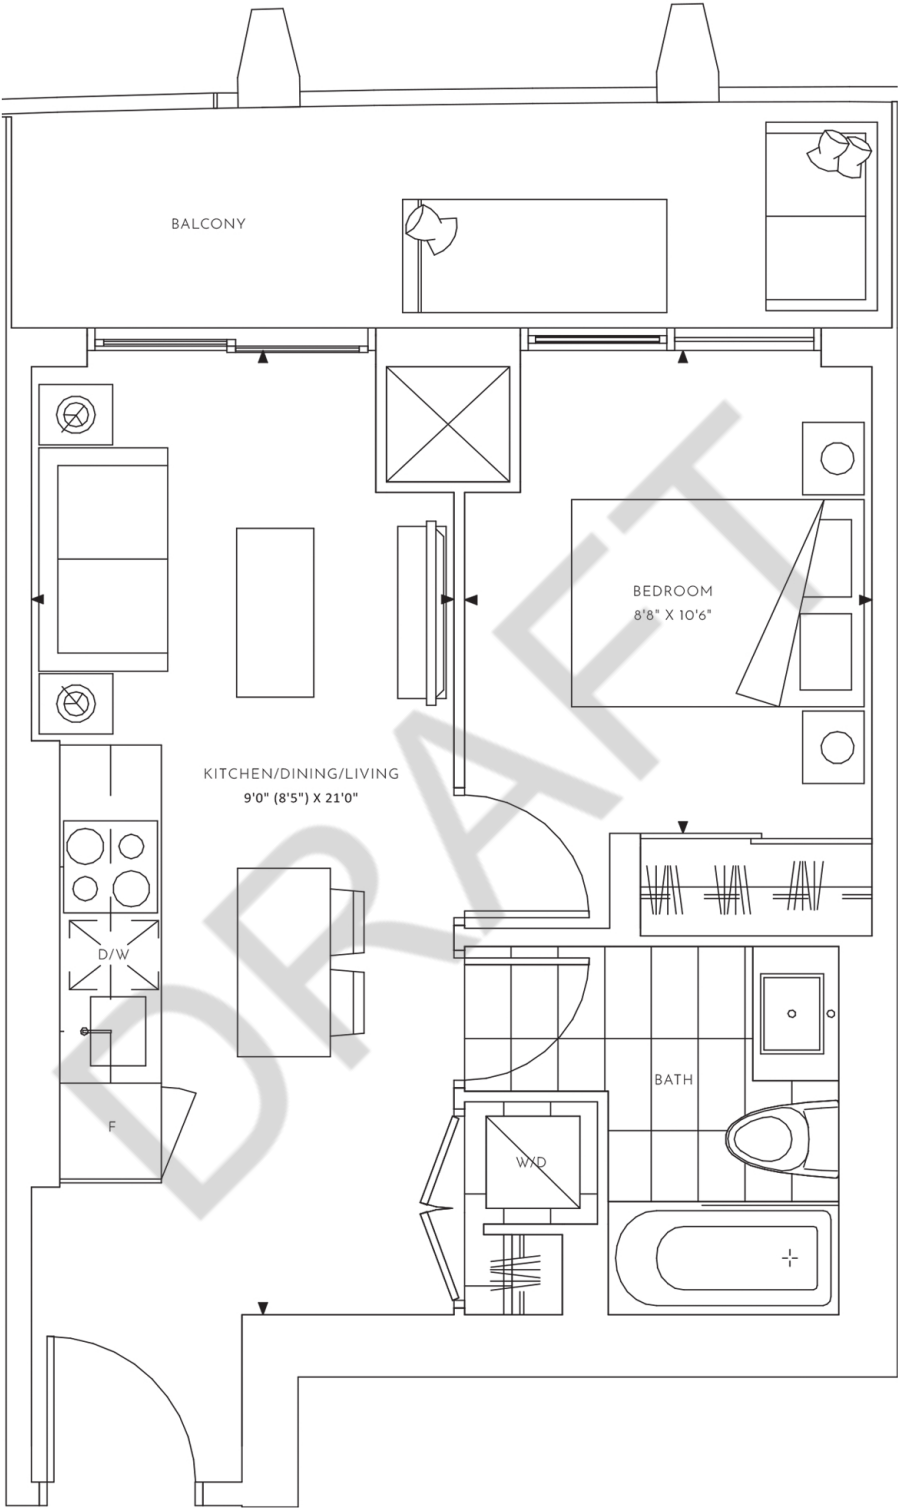 BALCONY
BEDROOM
8'8" X 10'6"
KITCHEN/DINING/LIVING
9'0" (8'5") X 21'0"
D/W
BATH
F
W/D
DRAFT